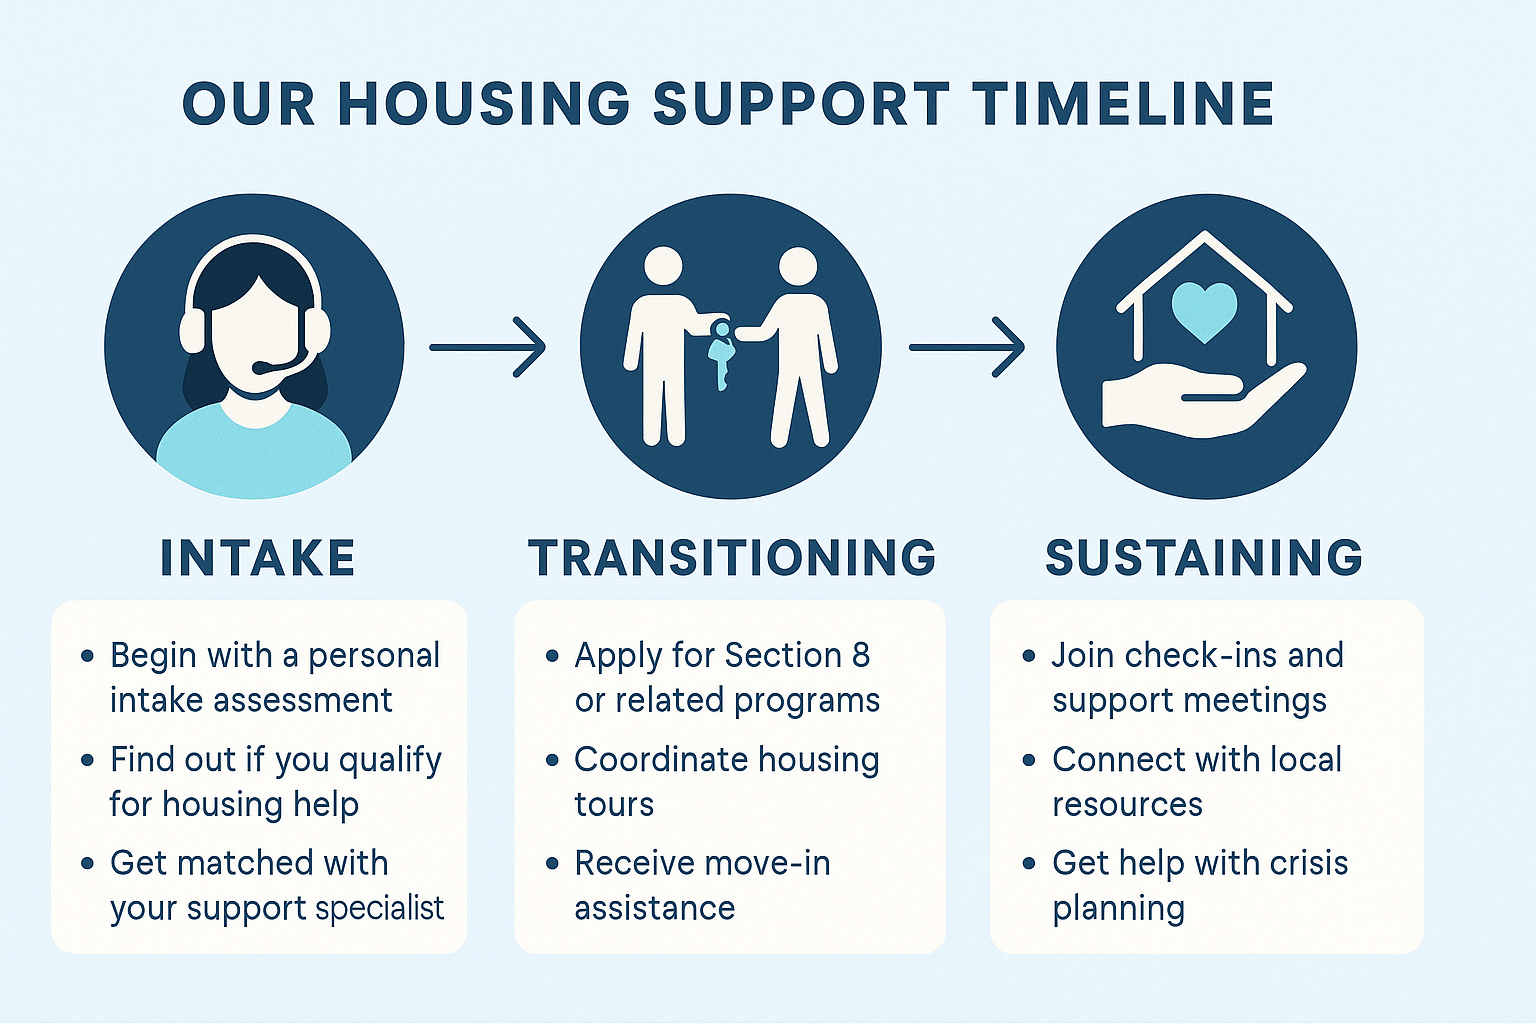 OUR HOUSING SUPPORT TIMELINE
INTAKE
• Begin with a personal
intake assessment
• Find out if you qualify
for housing help
• Get matched with
your support specialist
TRANSITIONING
• Apply for Section 8
or related programs
• Coordinate housing
tours
• Receive move-in
assistance
SUSTAINING
• Join check-ins and
support meetings
• Connect with local
resources
• Get help with crisis
planning